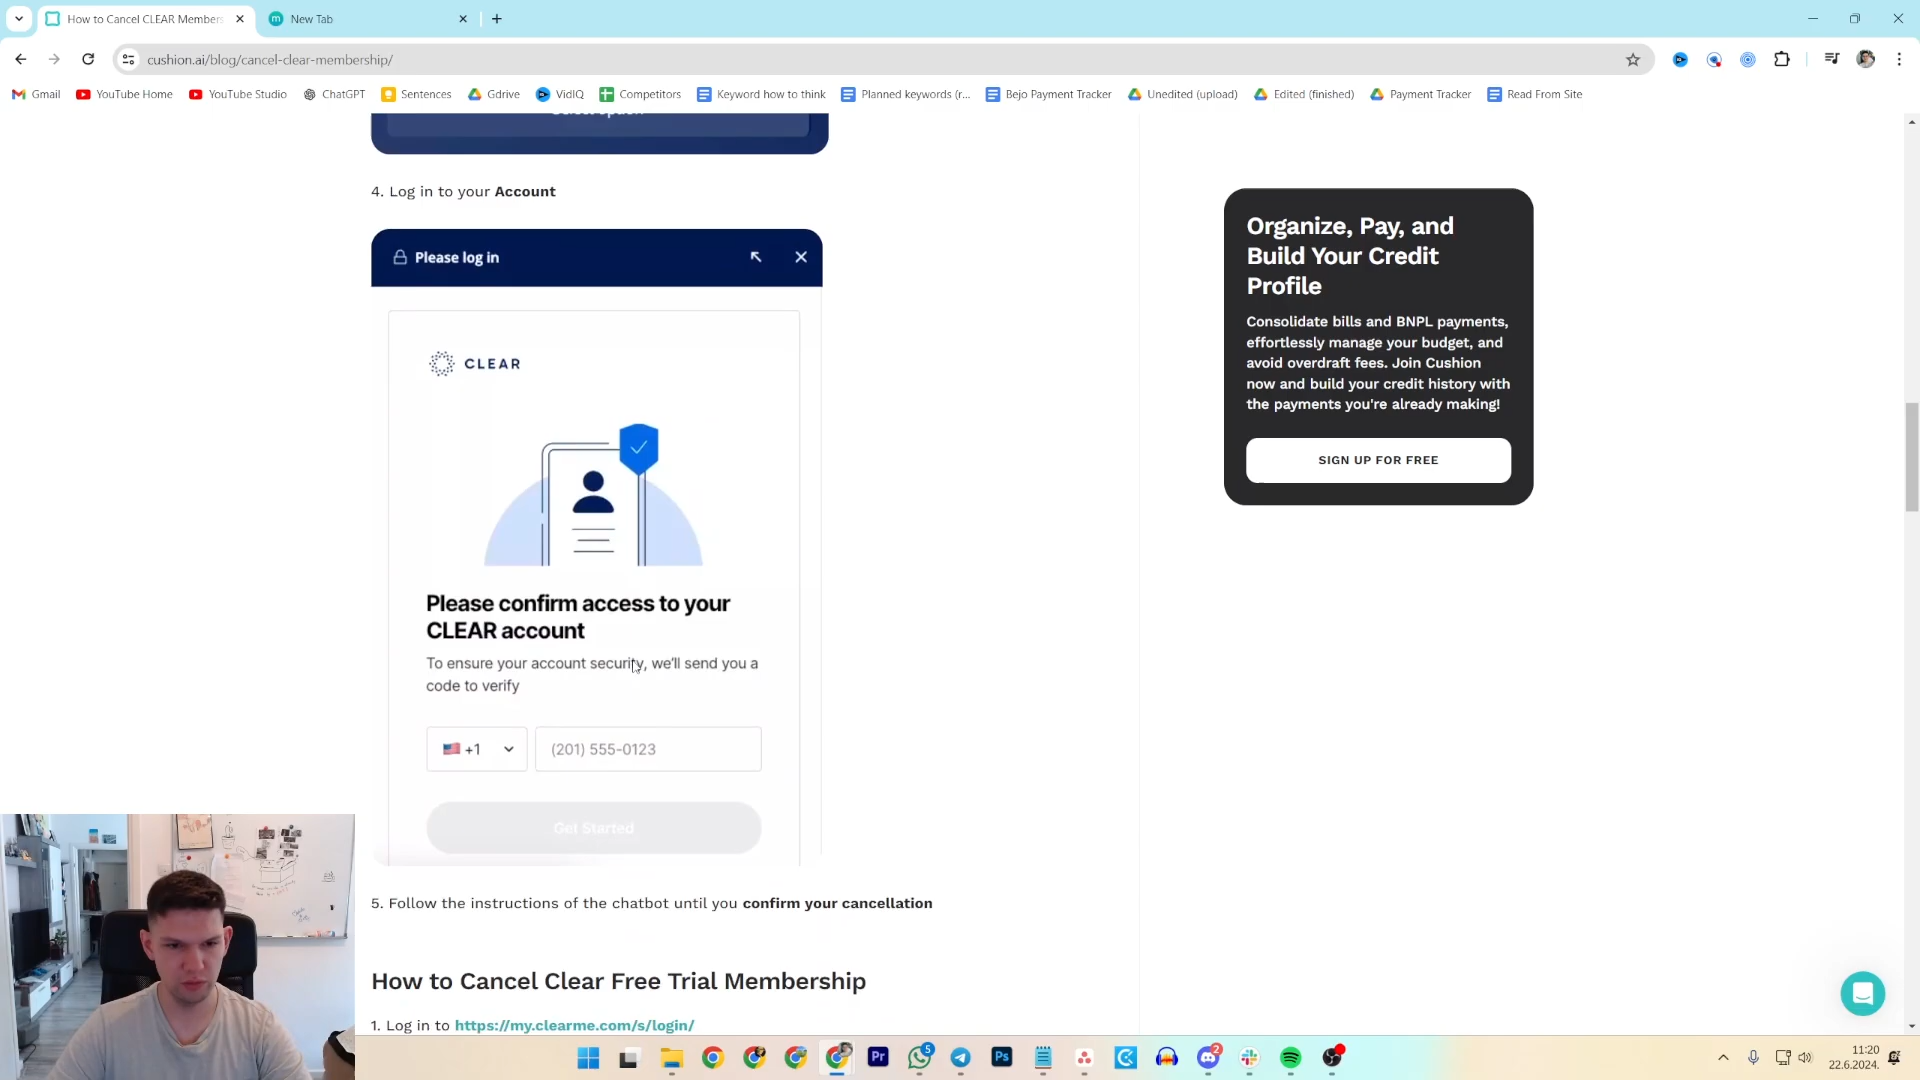 How to Cancel CLEAR Members
New Tab
cushion.ai/blog/cancel-clear-membership/
Gmail
YouTube Home
YouTube Studio
ChatGPT
Sentences
Gdrive
VidIQ
Competitors
Keyword how to think
Planned keywords (r...
Bejo Payment Tracker
Unedited (upload)
Edited (finished)
Payment Tracker
Read From Site
4. Log in to your Account
Please log in
CLEAR
Please confirm access to your
CLEAR account
To ensure your account security, we'll send you a
code to verify
+1
(201) 555-0123
Get Started
5. Follow the instructions of the chatbot until you confirm your cancellation
How to Cancel Clear Free Trial Membership
1. Log in to https://my.clearme.com/s/login/
Organize, Pay, and
Build Your Credit
Profile
Consolidate bills and BNPL payments,
effortlessly manage your budget, and
avoid overdraft fees. Join Cushion
now and build your credit history with
the payments you're already making!
SIGN UP FOR FREE
Pr
5
Ps
2
11:20
22.6.2024.